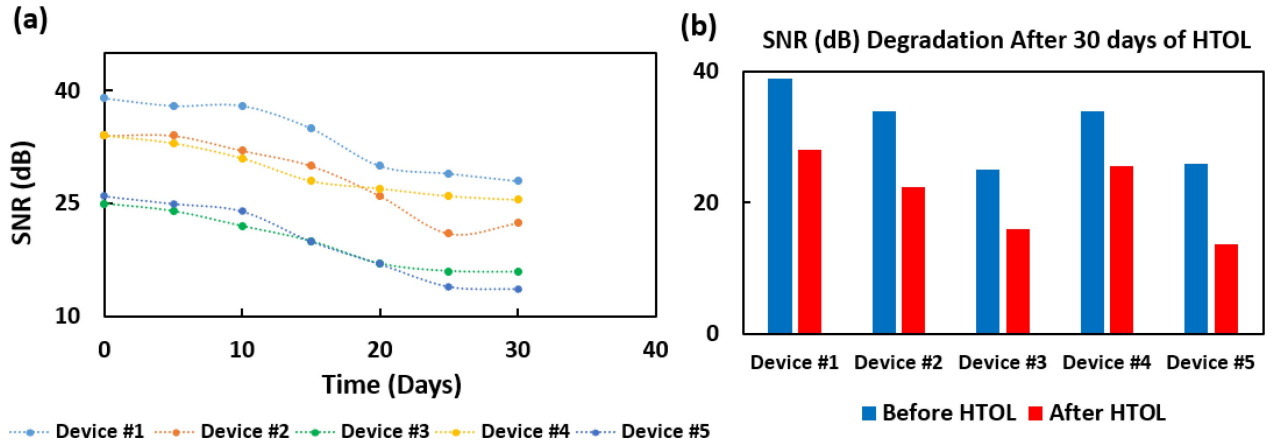 (a)
40
25
10
SNR (dB)
0 10 20 30 40
Time (Days)
Device #1 Device #2 Device #3 Device #4 Device #5
(b)
SNR (dB) Degradation After 30 days of HTOL
40
20
0
Device #1 Device #2 Device #3 Device #4 Device #5
Before HTOL After HTOL